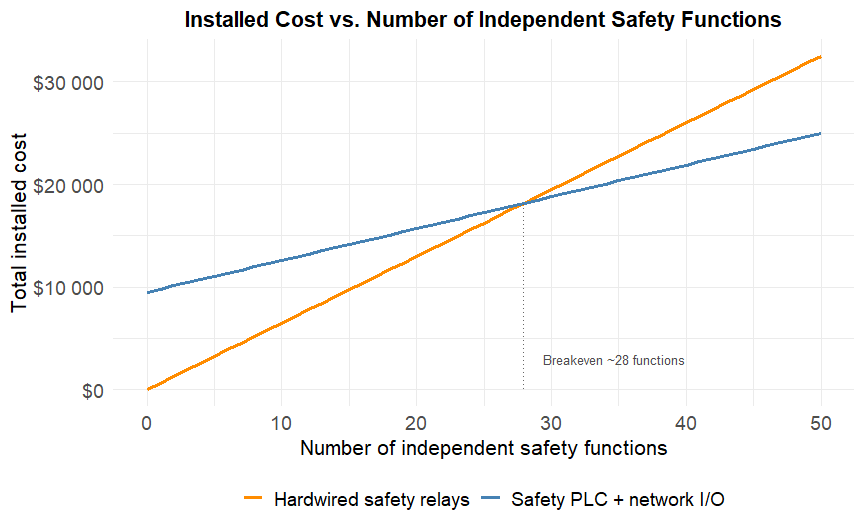 Installed Cost vs. Number of Independent Safety Functions
Total installed cost
$30 000
$20 000
$10 000
$0
Breakeven ~28 functions
0 10 20 30 40 50
Number of independent safety functions
Hardwired safety relays Safety PLC + network I/O